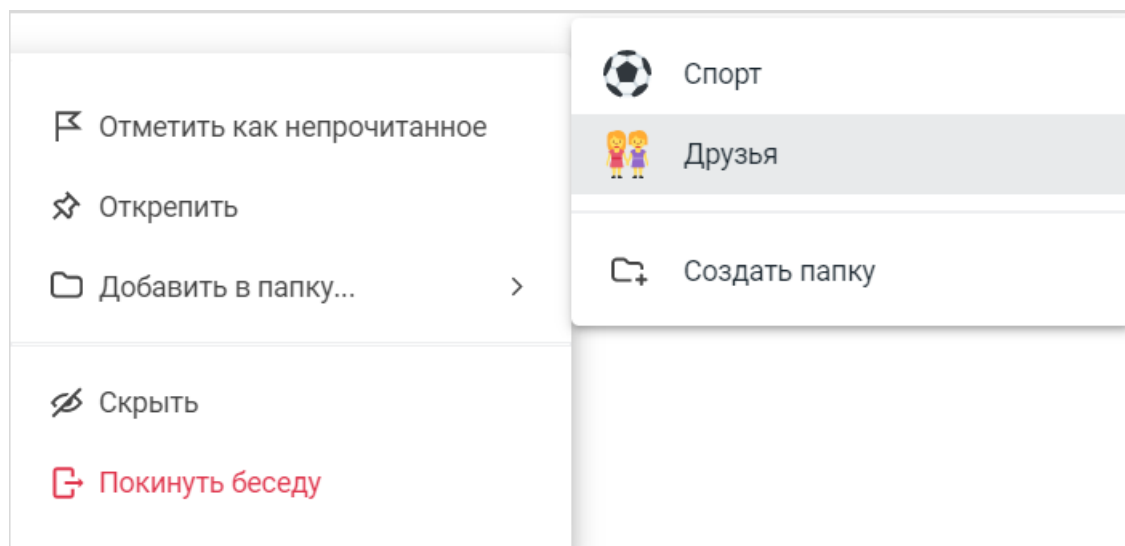 Отметить как непрочитанное
Открепить
Добавить в папку...
Скрыть
Покинуть беседу
Спорт
Друзья
Создать папку